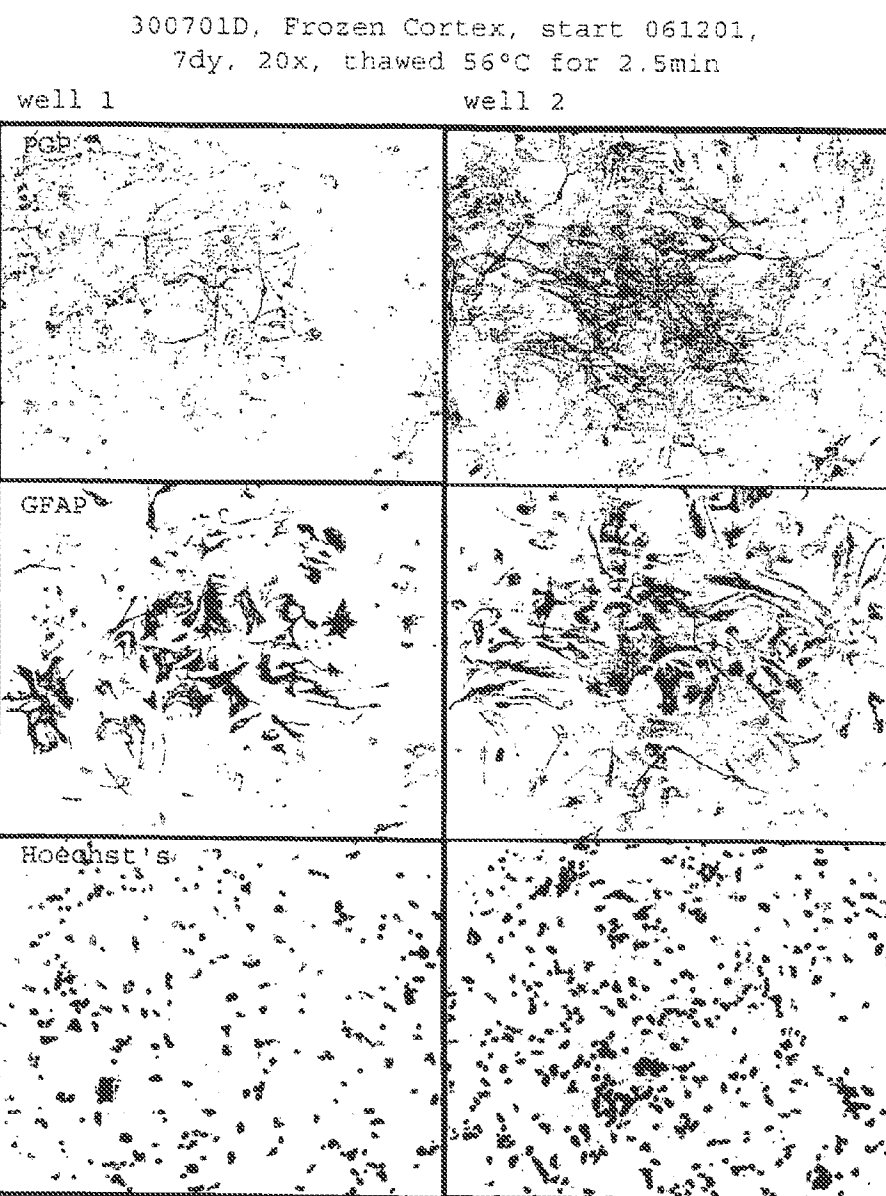 300701D, Frozen Cortex, start 061201,
7dy, 20x, thawed 56°C for 2.5min
well 1 well 2
PGP
GFAP
Hoechst's